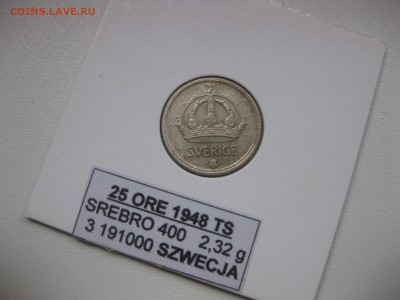 COINS.LAVE.RU
SVERIGE
25 ORE 1948 TS
SREBRO 400 2,32 g
3 191000 SZWECJA